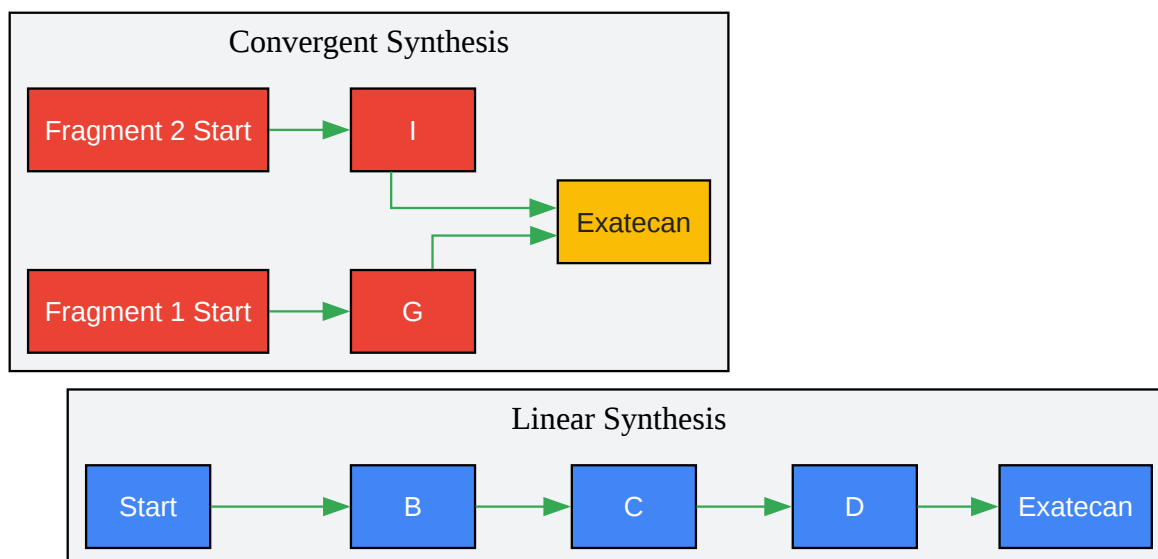 Convergent Synthesis
Fragment 2 Start
I
Exatecan
Fragment 1 Start
G
Linear Synthesis
Start
B
C
D
Exatecan